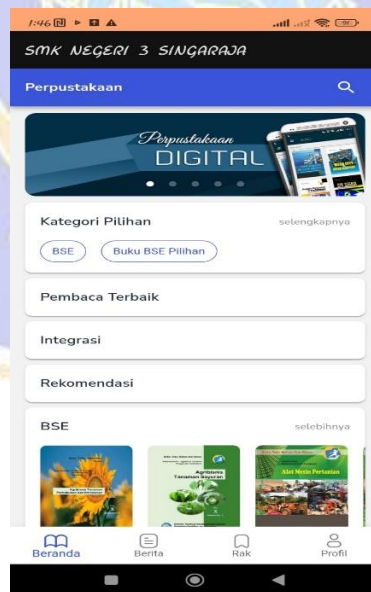 1:46
SMK NEGERI 3 SINGARAJA
Perpustakaan
Perpustakaan
DIGITAL
Kategori Pilihan
selengkapnya
BSE
Buku BSE Pilihan
Pembaca Terbaik
Integrasi
Rekomendasi
BSE
selebihnya
Agribisnis
Tanaman Sayuran
Alat Mesin Pertanian
Beranda
Berita
Rak
Profil